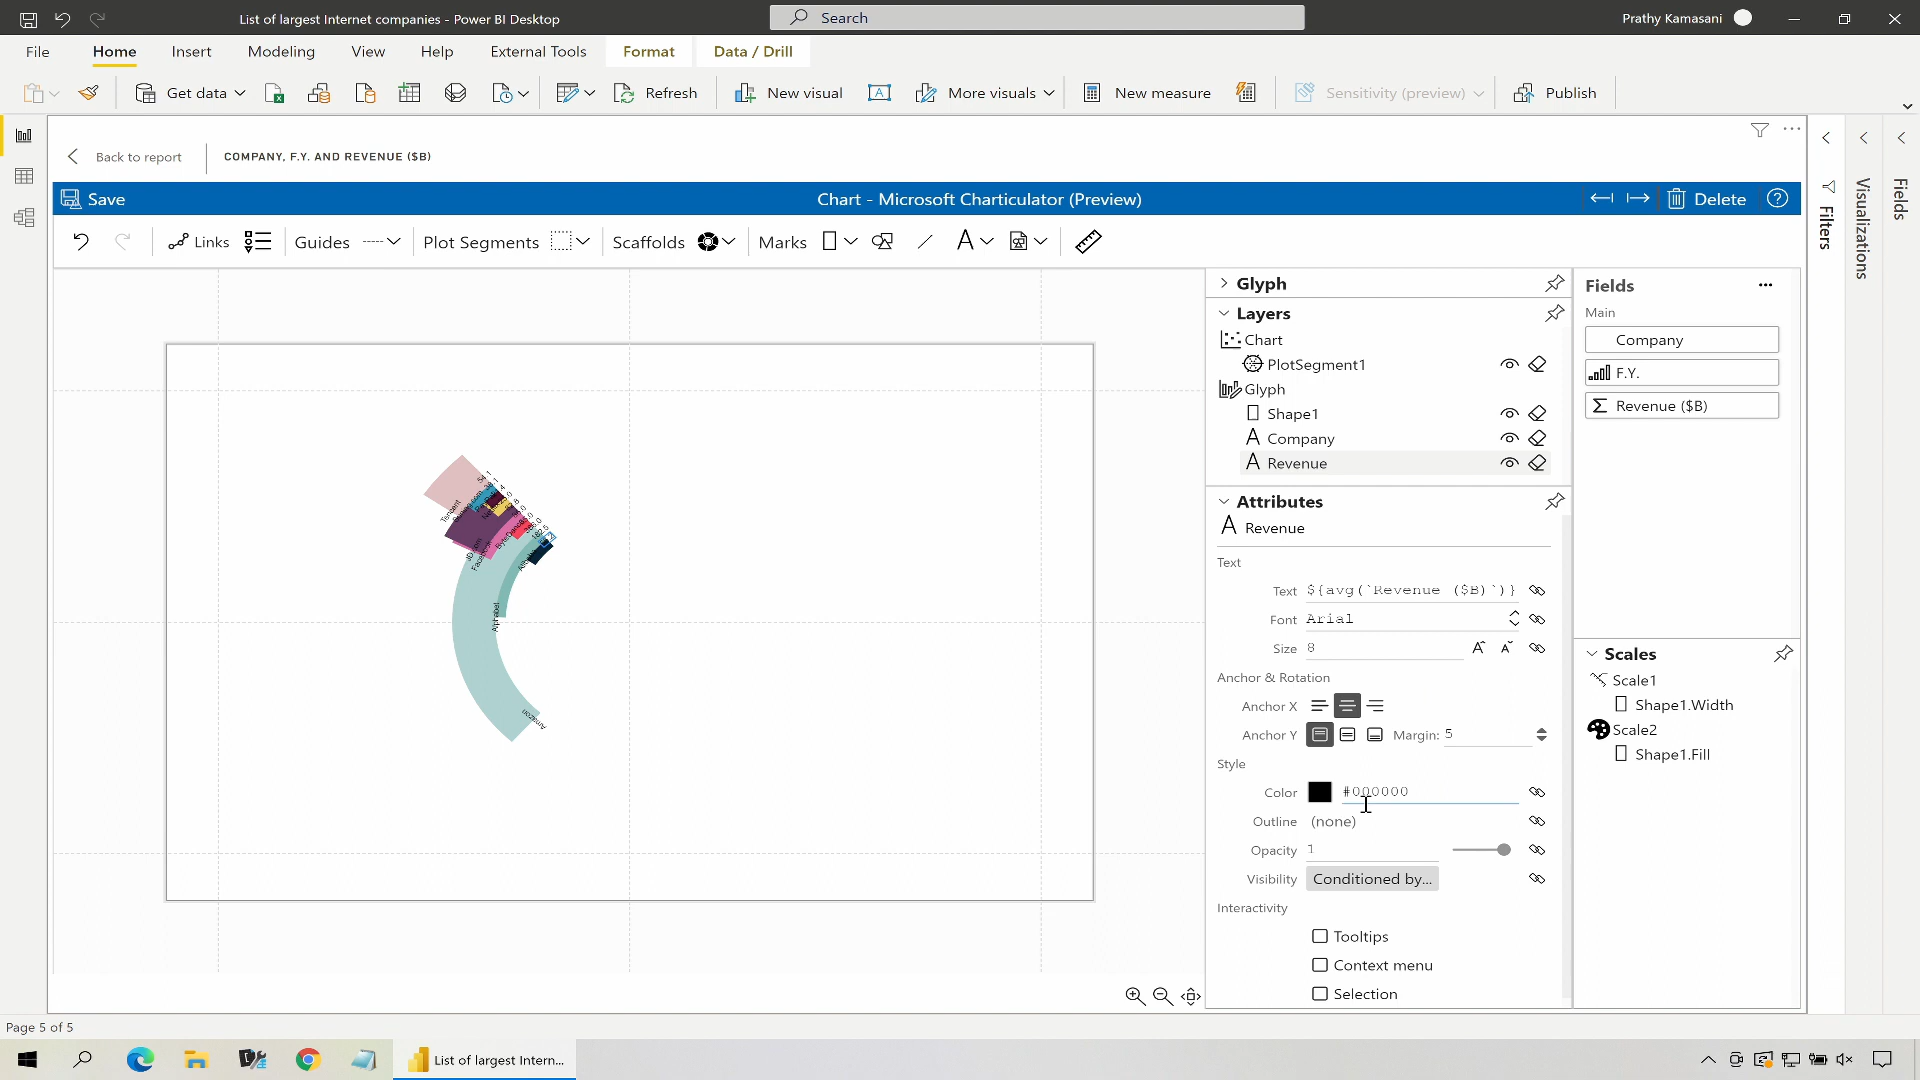 List of largest Internet companies - Power BI Desktop
Search
Prathy Kamasani
File
Home
Insert
Modeling
View
Help
External Tools
Format
Data / Drill
Get data
Refresh
New visual
More visuals
New measure
Sensitivity (preview)
Publish
Back to report
COMPANY, F.Y. AND REVENUE ($B)
Save
Chart - Microsoft Charticulator (Preview)
Delete
Links
Guides
Plot Segments
Scaffolds
Marks
Glyph
Layers
Chart
PlotSegment1
Glyph
Shape1
Company
Revenue
Attributes
Revenue
Text
Text ${avg(`Revenue ($B)`)}
Font Arial
Size 8
Anchor & Rotation
Anchor X
Anchor Y
Margin: 5
Style
Color #000000
Outline (none)
Opacity 1
Visibility Conditioned by...
Interactivity
Tooltips
Context menu
Selection
Fields
Main
Company
F.Y.
Revenue ($B)
Scales
Scale1
Shape1.Width
Scale2
Shape1.Fill
Filters
Visualizations
Fields
Tencent
JD.com
Facebook
ByteDance
Alphabet
Amazon
Page 5 of 5
List of largest Intern...